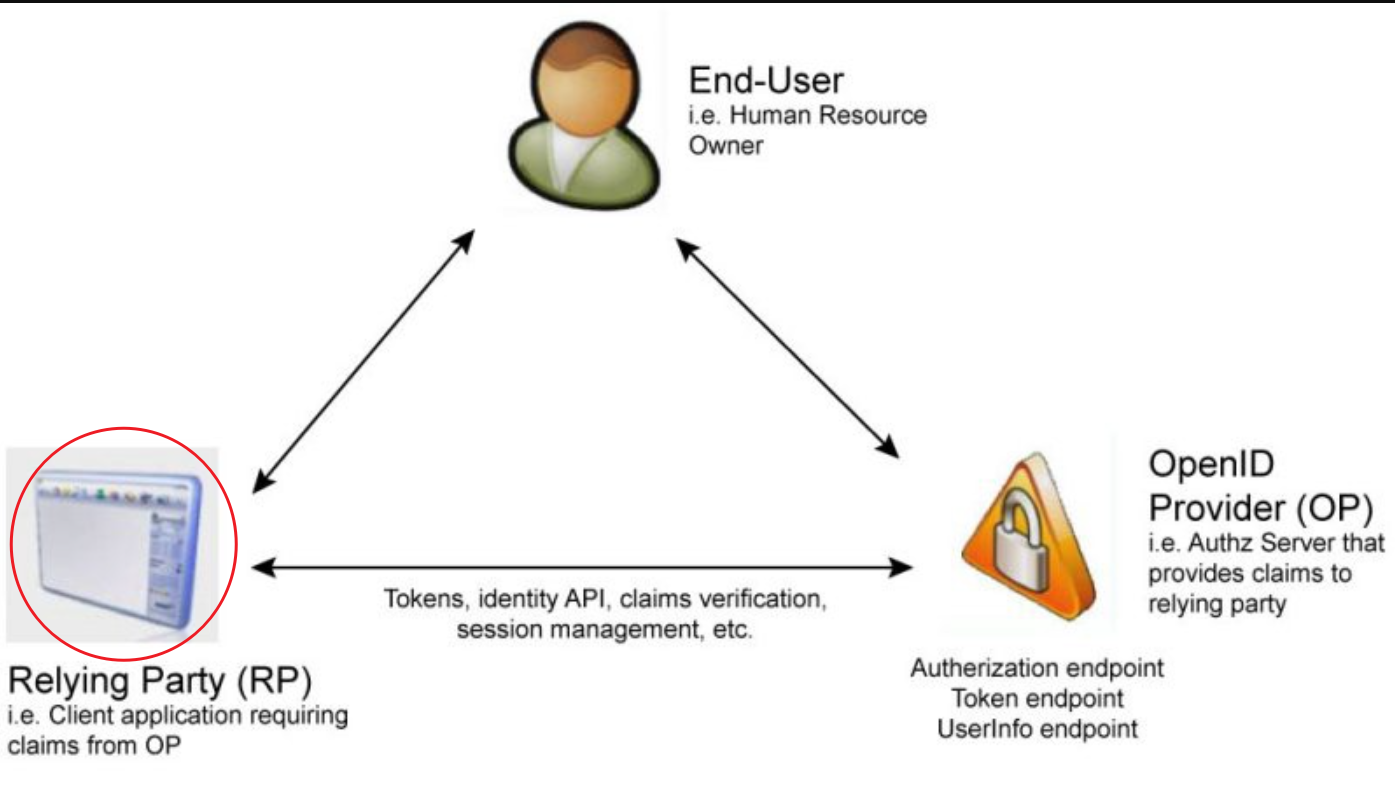 End-User
i.e. Human Resource
Owner
OpenID
Provider (OP)
i.e. Authz Server that
provides claims to
relying party
Tokens, identity API, claims verification,
session management, etc.
Relying Party (RP)
i.e. Client application requiring
claims from OP
Autherization endpoint
Token endpoint
UserInfo endpoint